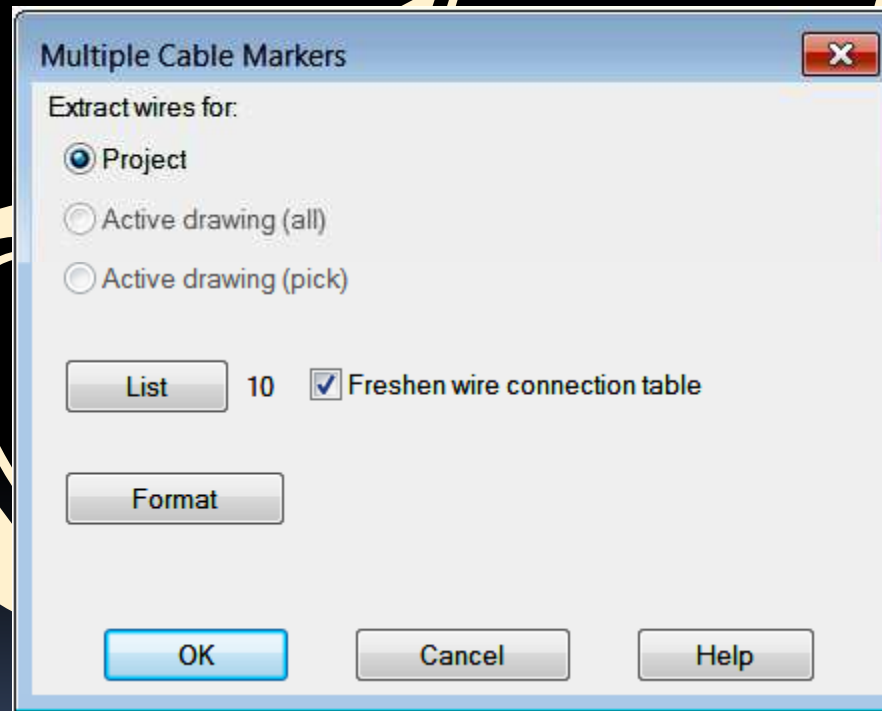 Multiple Cable Markers
Extract wires for:
Project
Active drawing (all)
Active drawing (pick)
List 10 Freshen wire connection table
Format
OK Cancel Help